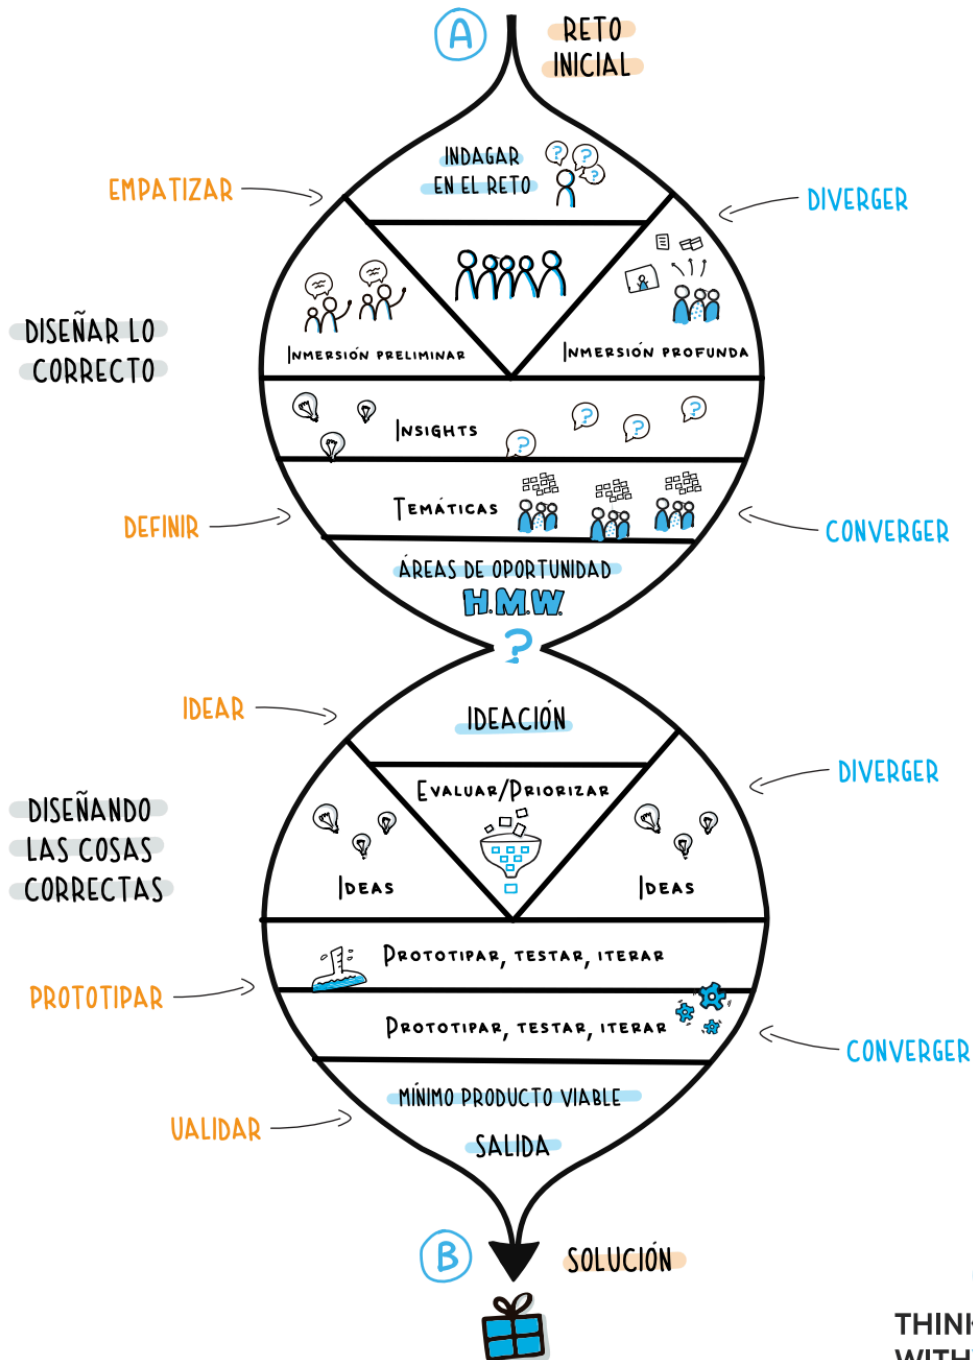 A
RETO
INICIAL
INDAGAR
EN EL RETO
?
?
?
EMPATIZAR
DIVERGER
DISEÑAR LO
CORRECTO
INMERSIÓN PRELIMINAR
INMERSIÓN PROFUNDA
INSIGHTS
?
?
?
?
TEMÁTICAS
DEFINIR
CONVERGER
ÁREAS DE OPORTUNIDAD
H.M.W.
?
IDEAR
IDEACIÓN
DIVERGER
EVALUAR/PRIORIZAR
DISEÑANDO
LAS COSAS
CORRECTAS
IDEAS
IDEAS
PROTOTIPAR, TESTAR, ITERAR
PROTOTIPAR
PROTOTIPAR, TESTAR, ITERAR
CONVERGER
MÍNIMO PRODUCTO VIABLE
UALIDAR
SALIDA
B
SOLUCIÓN